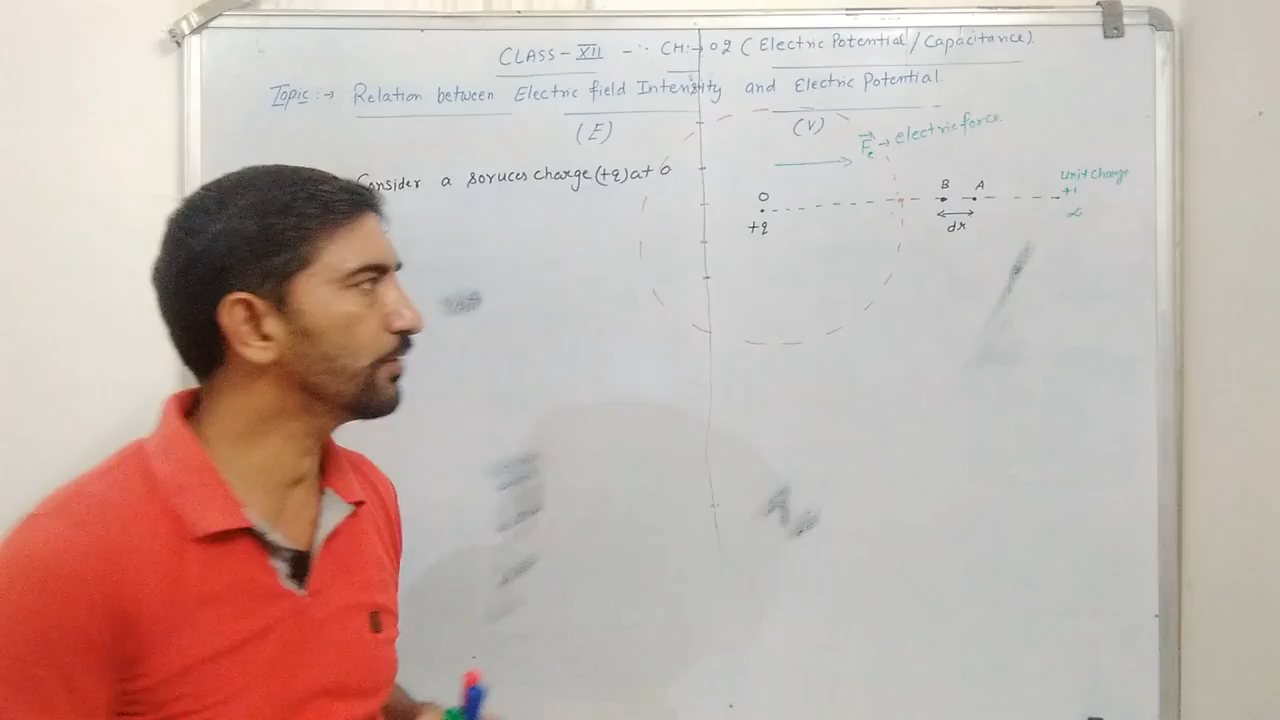 CLASS-XII -:- CH:→02 (Electric Potential/Capacitance).
Topic:→ Relation between Electric field Intensity and Electric Potential.
(E) (V)
F⃗e → electric force
Consider a soruces charge (+q) at o
Unit charge
+1
∞
O B A
+q dx